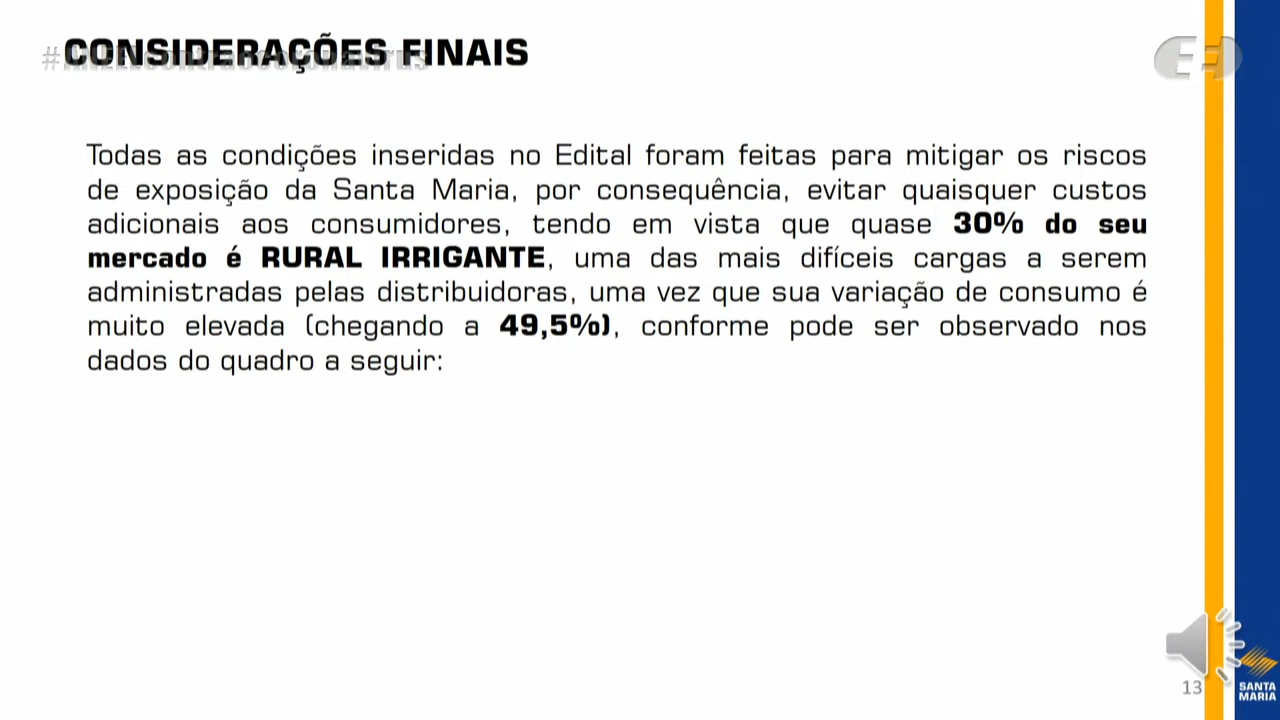 CONSIDERAÇÕES FINAIS
Todas as condições inseridas no Edital foram feitas para mitigar os riscos
de exposição da Santa Maria, por consequência, evitar quaisquer custos
adicionais aos consumidores, tendo em vista que quase 30% do seu
mercado é RURAL IRRIGANTE, uma das mais difíceis cargas a serem
administradas pelas distribuidoras, uma vez que sua variação de consumo é
muito elevada (chegando a 49,5%), conforme pode ser observado nos
dados do quadro a seguir:
13
SANTA
MARIA